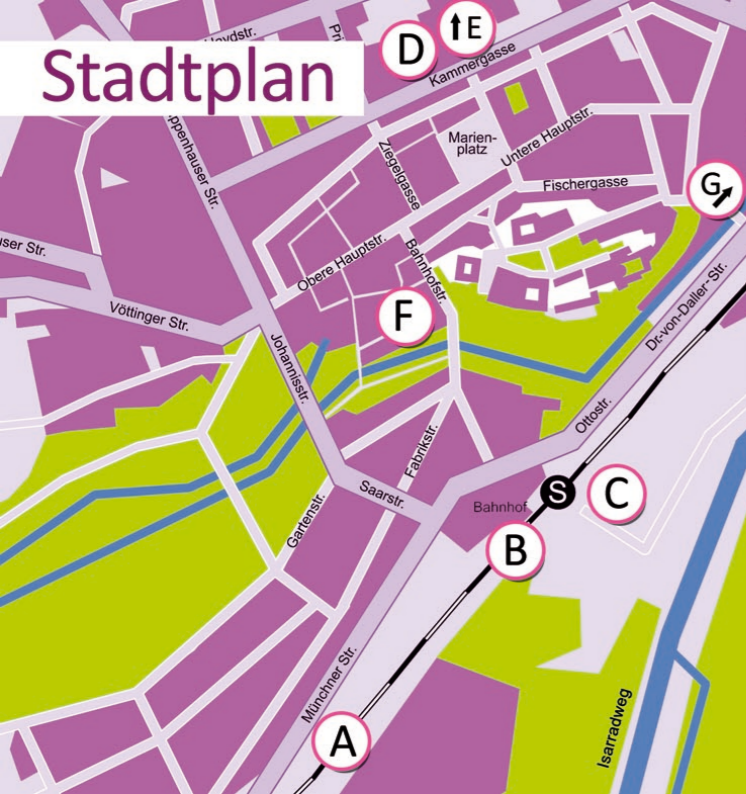 D
E
Stadtplan
Kammergasse
Marien-
platz
Untere Hauptstr.
Ziegelgasse
Fischergasse
G
Obere Hauptstr.
Bahnhofstr.
Vöttinger Str.
F
Johannisstr.
Dr.-von-Daller-Str.
Ottostr.
Fabrikstr.
Saarstr.
Gartenstr.
Bahnhof
S
C
B
Münchner Str.
A
Isarradweg